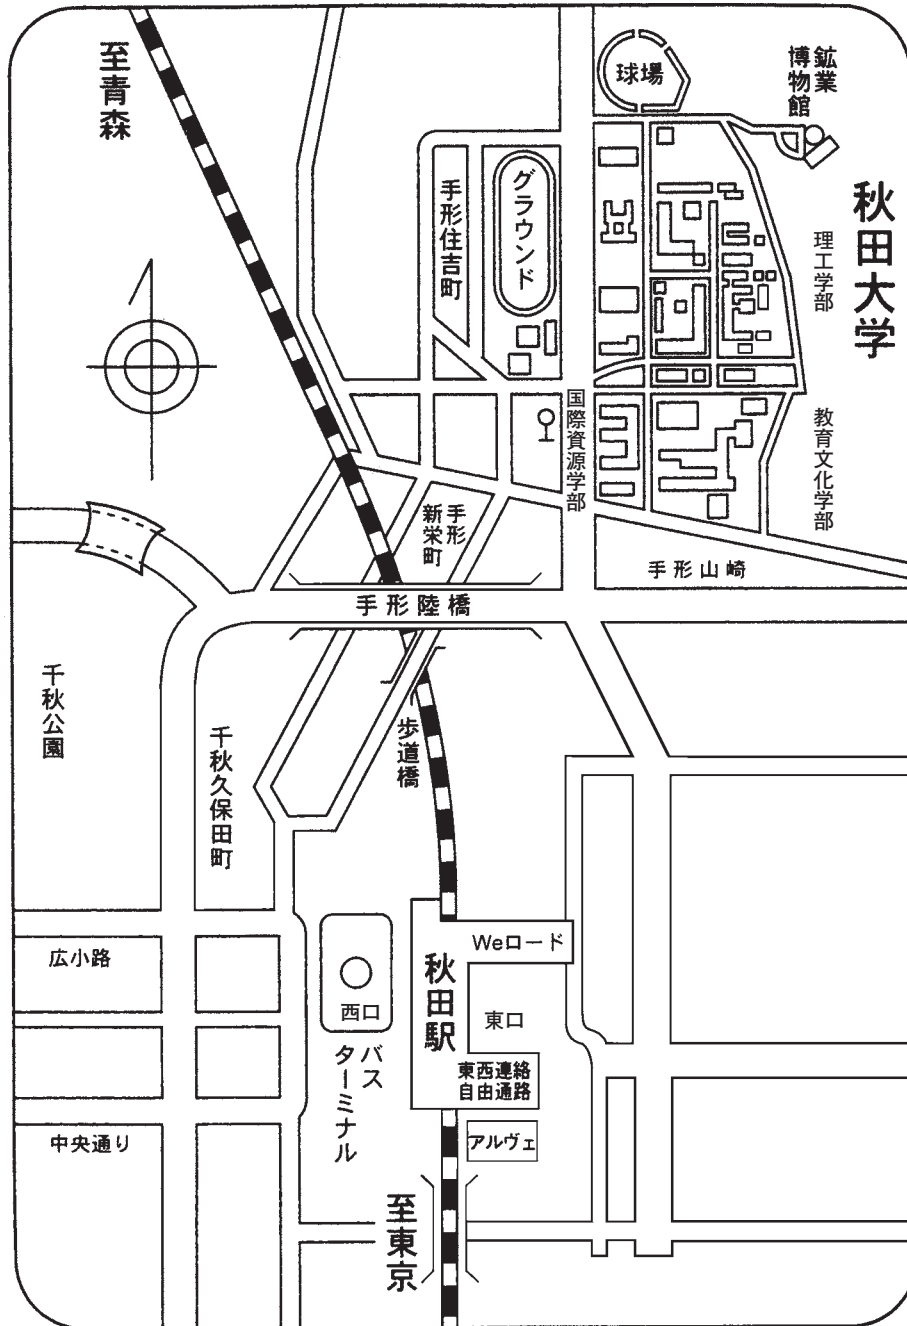 至青森
球場
鉱業
博物館
秋田大学
理工学部
手形住吉町
グラウンド
国際資源学部
教育文化学部
手形
新栄町
手形山崎
手形陸橋
千秋公園
千秋久保田町
歩道橋
広小路
Weロード
秋田駅
西口
東口
バス
ターミナル
東西連絡
自由通路
中央通り
アルヴェ
至東京